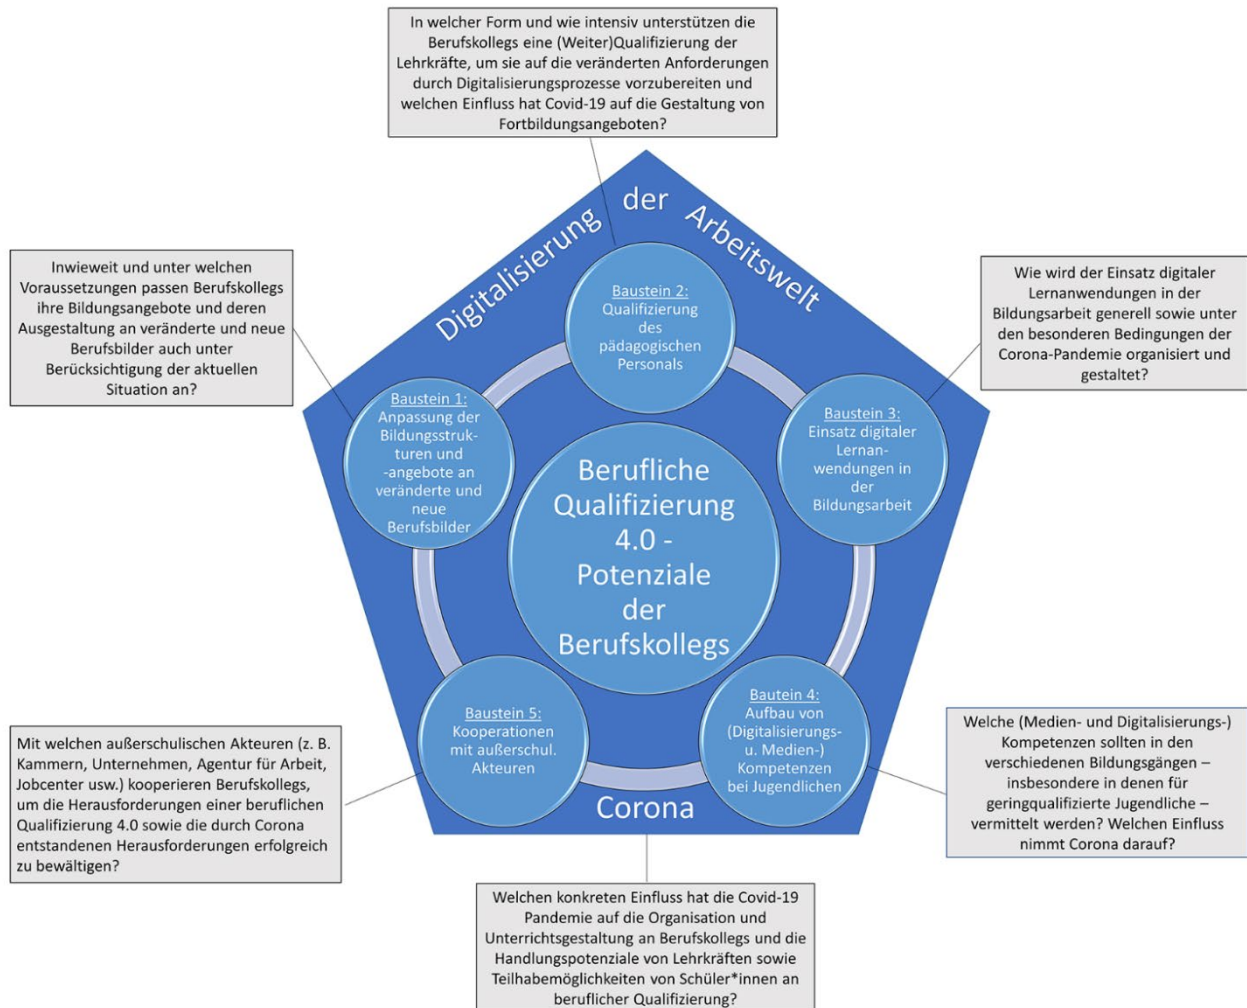 In welcher Form und wie intensiv unterstützen die
Berufskollegs eine (Weiter)Qualifizierung der
Lehrkräfte, um sie auf die veränderten Anforderungen
durch Digitalisierungsprozesse vorzubereiten und
welchen Einfluss hat Covid-19 auf die Gestaltung von
Fortbildungsangeboten?
Digitalisierung der Arbeitswelt
Inwieweit und unter welchen
Voraussetzungen passen Berufskollegs
ihre Bildungsangebote und deren
Ausgestaltung an veränderte und neue
Berufsbilder auch unter
Berücksichtigung der aktuellen
Situation an?
Baustein 2:
Qualifizierung
des
pädagogischen
Personals
Wie wird der Einsatz digitaler
Lernanwendungen in der
Bildungsarbeit generell sowie unter
den besonderen Bedingungen der
Corona-Pandemie organisiert und
gestaltet?
Baustein 1:
Anpassung der
Bildungsstruk-
turen und
-angebote an
veränderte und
neue
Berufsbilder
Baustein 3:
Einsatz digitaler
Lernan-
wendungen in
der
Bildungsarbeit
Berufliche
Qualifizierung
4.0 -
Potenziale
der
Berufskollegs
Baustein 5:
Kooperationen
mit außerschul.
Akteuren
Bautein 4:
Aufbau von
(Digitalisierungs-
u. Medien-)
Kompetenzen
bei Jugendlichen
Corona
Mit welchen außerschulischen Akteuren (z. B.
Kammern, Unternehmen, Agentur für Arbeit,
Jobcenter usw.) kooperieren Berufskollegs,
um die Herausforderungen einer beruflichen
Qualifizierung 4.0 sowie die durch Corona
entstandenen Herausforderungen erfolgreich
zu bewältigen?
Welche (Medien- und Digitalisierungs-)
Kompetenzen sollten in den
verschiedenen Bildungsgängen –
insbesondere in denen für
geringqualifizierte Jugendliche –
vermittelt werden? Welchen Einfluss
nimmt Corona darauf?
Welchen konkreten Einfluss hat die Covid-19
Pandemie auf die Organisation und
Unterrichtsgestaltung an Berufskollegs und die
Handlungspotenziale von Lehrkräften sowie
Teilhabemöglichkeiten von Schüler*innen an
beruflicher Qualifizierung?